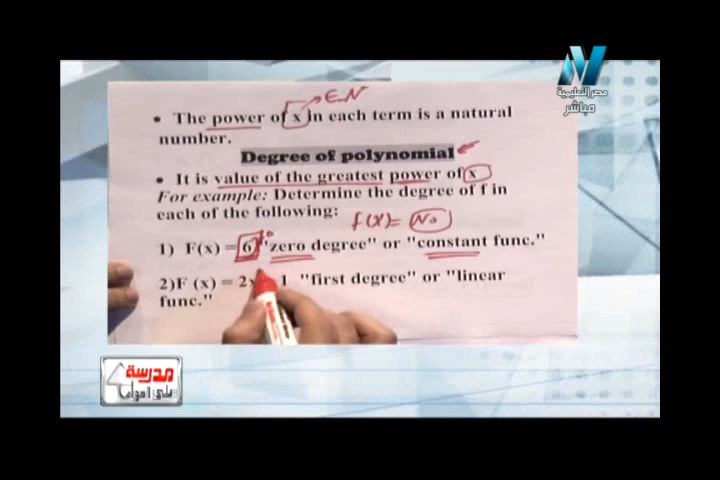 مصر التعليمية
مباشر
∈ N
• The power of x in each term is a natural
number.
Degree of polynomial
• It is value of the greatest power of x
For example: Determine the degree of f in
each of the following:
f(x) = No
1) F(x) = 6 "zero degree" or "constant func."
2)F (x) = 2x 1 "first degree" or "linear
func."
مدرسة
على الهواء